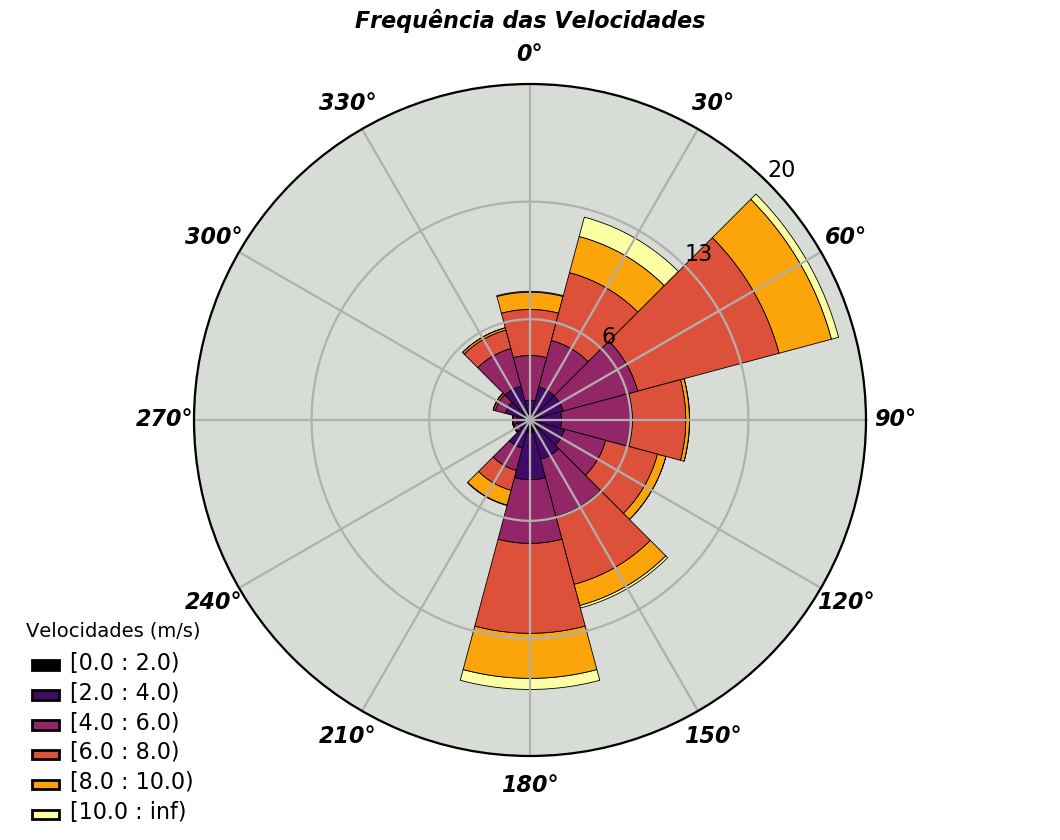 Frequência das Velocidades
0°
330°
30°
20
300°
60°
13
6
270°
90°
240°
120°
210°
150°
180°
Velocidades (m/s)
[0.0 : 2.0)
[2.0 : 4.0)
[4.0 : 6.0)
[6.0 : 8.0)
[8.0 : 10.0)
[10.0 : inf)